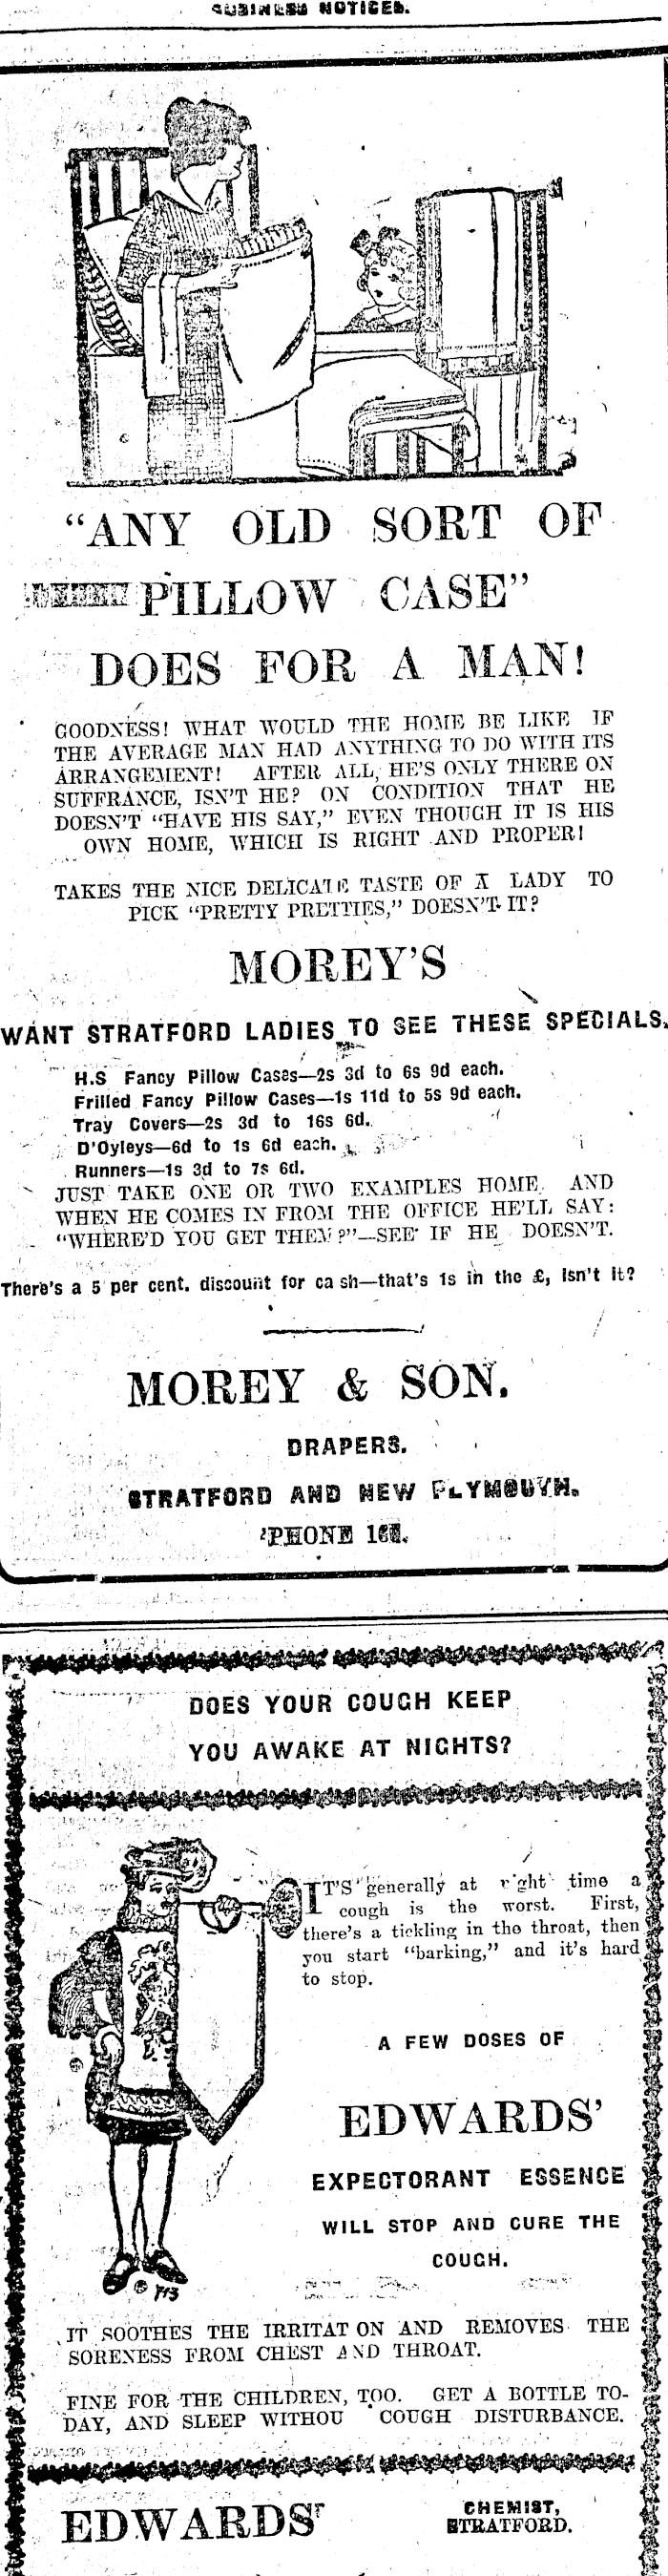 BUSINESS NOTICES.
"ANY OLD SORT OF
PILLOW CASE"
DOES FOR A MAN!
GOODNESS! WHAT WOULD THE HOME BE LIKE IF
THE AVERAGE MAN HAD ANYTHING TO DO WITH ITS
ARRANGEMENT! AFTER ALL, HE'S ONLY THERE ON
SUFFRANCE, ISN'T HE? ON CONDITION THAT HE
DOESN'T "HAVE HIS SAY," EVEN THOUGH IT IS HIS
OWN HOME, WHICH IS RIGHT AND PROPER!
TAKES THE NICE DELICATE TASTE OF A LADY TO
PICK "PRETTY PRETTIES," DOESN'T IT?
MOREY'S
WANT STRATFORD LADIES TO SEE THESE SPECIALS.
H.S Fancy Pillow Cases—2s 3d to 6s 9d each.
Frilled Fancy Pillow Cases—1s 11d to 5s 9d each.
Tray Covers—2s 3d to 16s 6d.
D'Oyleys—6d to 1s 6d each.
Runners—1s 3d to 7s 6d.
JUST TAKE ONE OR TWO EXAMPLES HOME AND
WHEN HE COMES IN FROM THE OFFICE HE'LL SAY:
"WHERE'D YOU GET THEM?"—SEE IF HE DOESN'T.
There's a 5 per cent. discount for ca sh—that's 1s in the £, isn't it?
MOREY & SON.
DRAPERS.
STRATFORD AND NEW PLYMOUTH.
'PHONE
DOES YOUR COUGH KEEP
YOU AWAKE AT NIGHTS?
IT'S generally at night time a
cough is the worst. First,
there's a tickling in the throat, then
you start "barking," and it's hard
to stop.
A FEW DOSES OF
EDWARDS'
EXPECTORANT ESSENCE
WILL STOP AND CURE THE
COUGH.
IT SOOTHES THE IRRITAT ON AND REMOVES THE
SORENESS FROM CHEST AND THROAT.
FINE FOR THE CHILDREN, TOO. GET A BOTTLE TO-
DAY, AND SLEEP WITHOU COUGH DISTURBANCE.
EDWARDS'
CHEMIST,
STRATFORD.